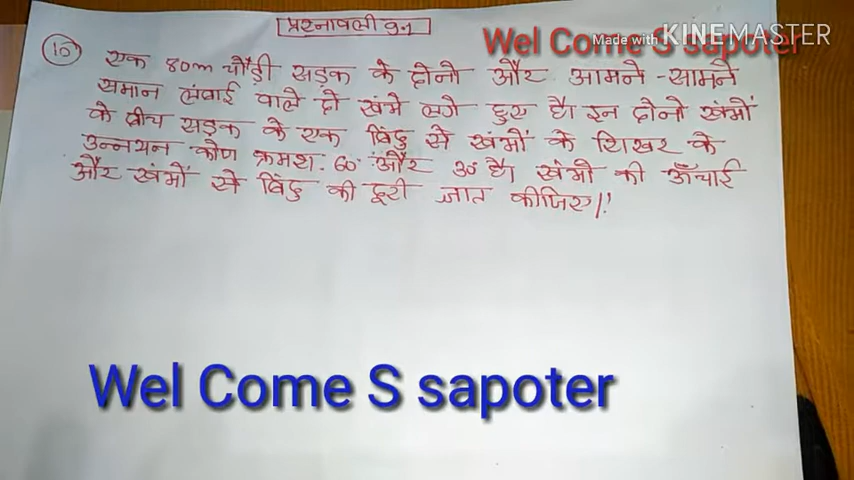 प्रश्नावली 9.1
Wel Come S sapoter
Made with KINEMASTER
10 एक 80m चौड़ी सड़क के दोनो और आमने-सामने
समान लंबाई वाले दो खंभे लगे हुए है। इन दोनो खंभों
के बीच सड़क के एक बिंदु से खंभों के शिखर के
उन्नयन कोण क्रमश. 60° और 30° है। खंभों की ऊँचाई
और खंभों से बिंदु की दूरी ज्ञात कीजिए।।
Wel Come S sapoter